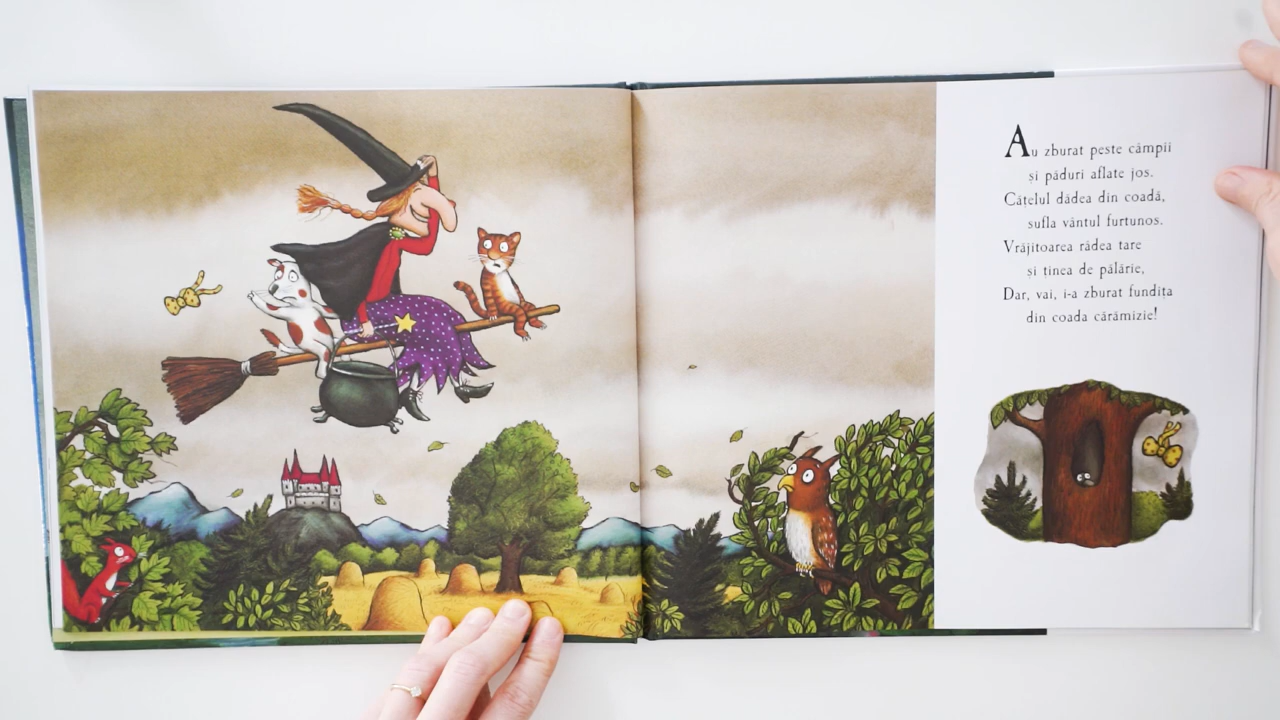 Au zburat peste câmpii
și păduri aflate jos.
Cățelul dădea din coadă,
sufla vântul furtunos.
Vrăjitoarea râdea tare
și ținea de pălărie,
Dar, vai, i-a zburat fundița
din coada cărămizie!